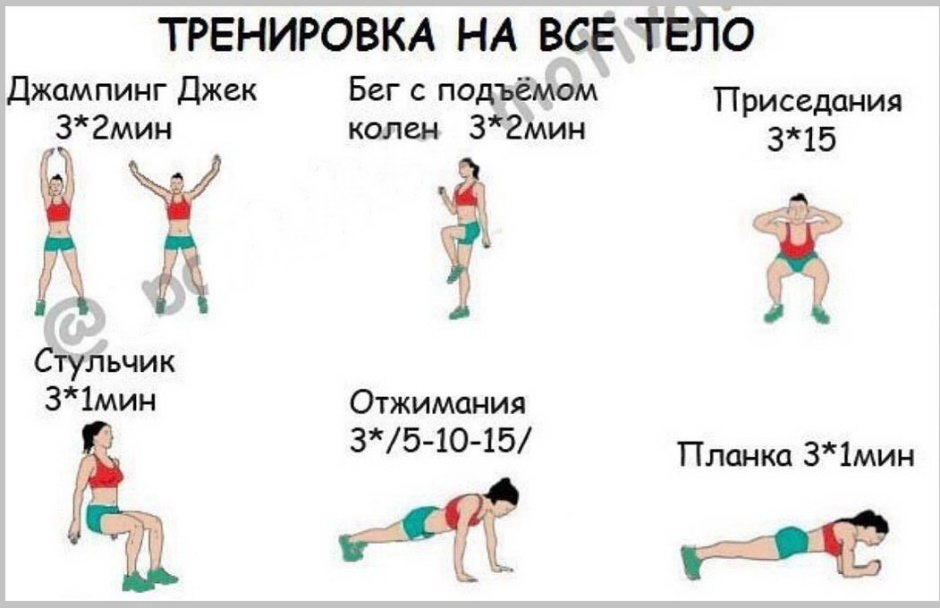 ТРЕНИРОВКА НА ВСЕ ТЕЛО
Джампинг Джек
3*2мин
Бег с подъёмом
колен 3*2мин
Приседания
3*15
Стульчик
3*1мин
Отжимания
3*/5-10-15/
Планка 3*1мин